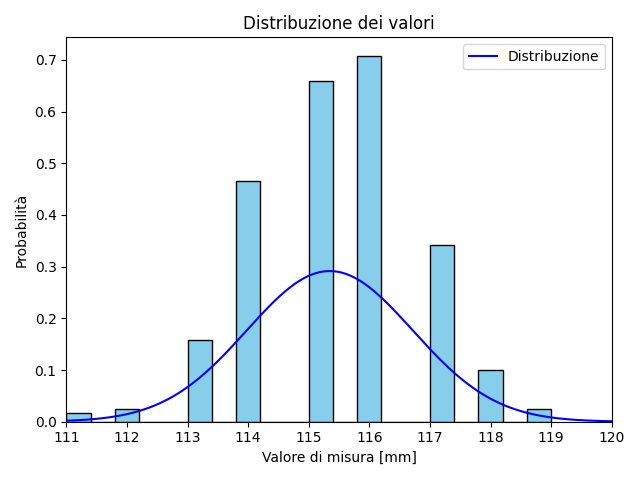 Distribuzione dei valori
Distribuzione
Probabilità
0.7
0.6
0.5
0.4
0.3
0.2
0.1
0.0
111 112 113 114 115 116 117 118 119 120
Valore di misura [mm]